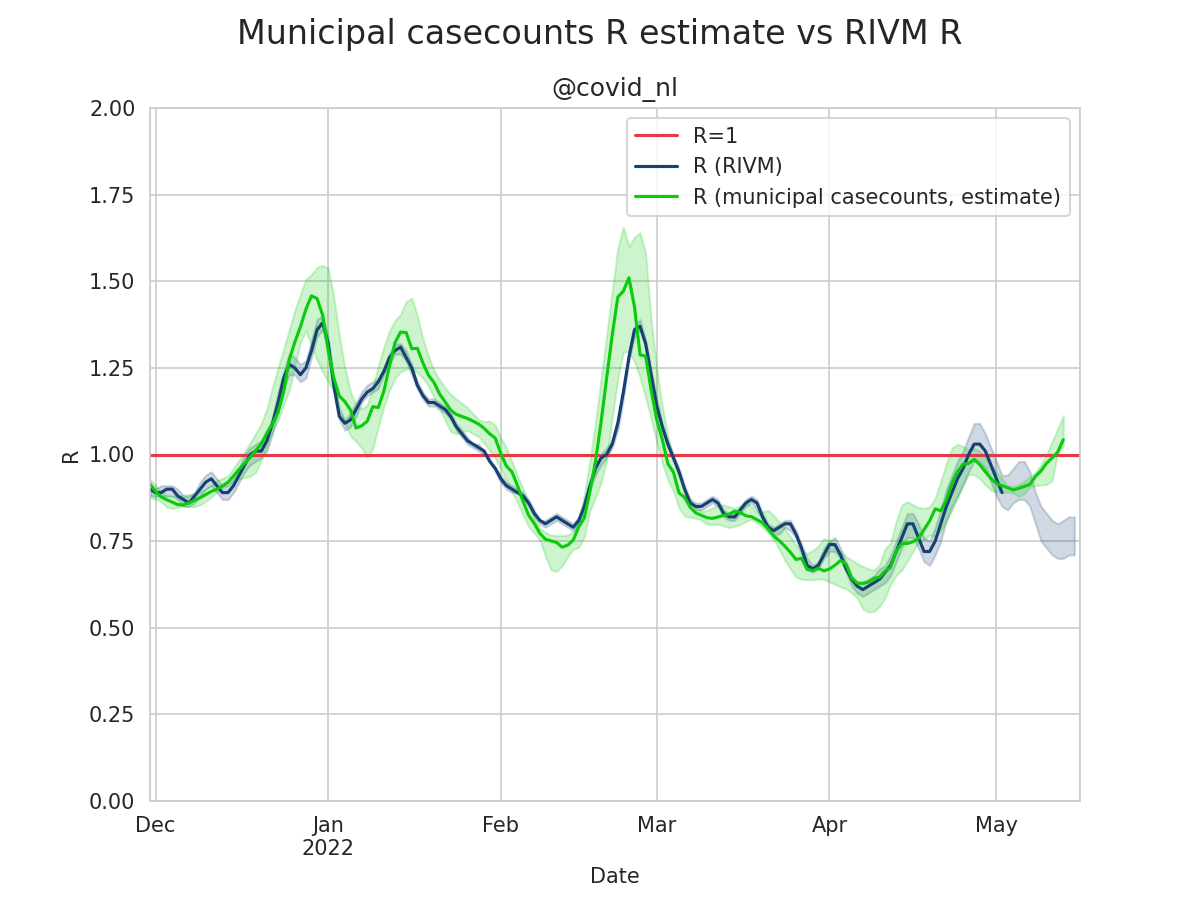 Municipal casecounts R estimate vs RIVM R
@covid_nl
R=1
R (RIVM)
R (municipal casecounts, estimate)
2.00
1.75
1.50
1.25
1.00
0.75
0.50
0.25
0.00
R
Dec Jan Feb Mar Apr May
2022
Date